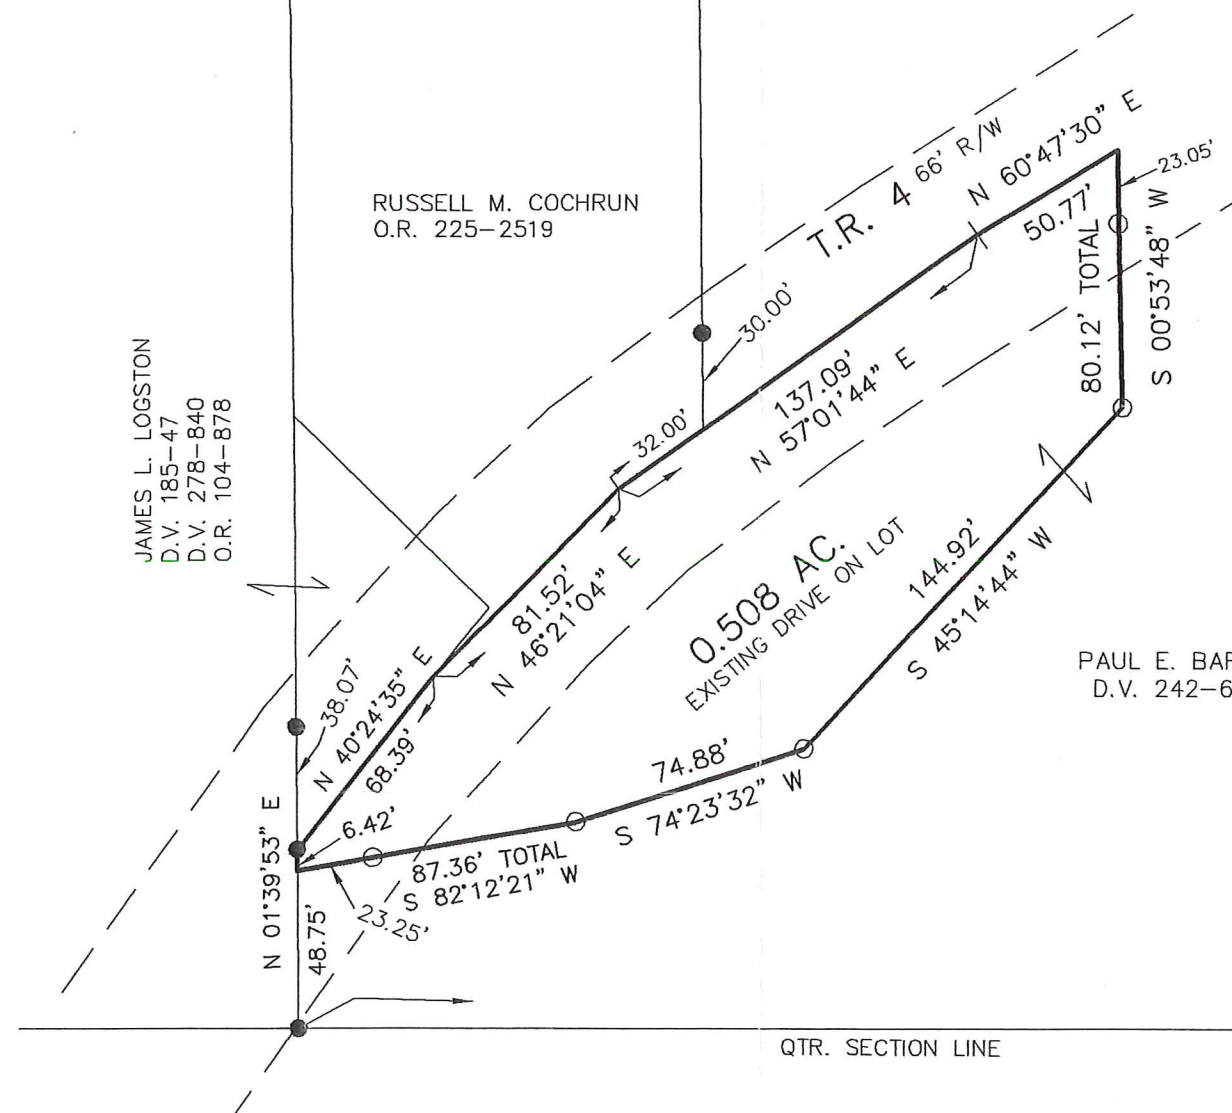 RUSSELL M. COCHRUN
O.R. 225-2519
T.R. 4 66' R/W
N 60°47'30" E
50.77'
23.05'
80.12' TOTAL
S 00°53'48" W
30.00'
137.09'
N 57°01'44" E
32.00'
JAMES L. LOGSTON
D.V. 185-47
D.V. 278-840
O.R. 104-878
81.52'
N 46°21'04" E
0.508 AC.
EXISTING DRIVE ON LOT
144.92'
S 45°14'44" W
PAUL E. BAR
D.V. 242-6
38.07'
N 40°24'35" E
68.39'
74.88'
S 74°23'32" W
6.42'
87.36' TOTAL
S 82°12'21" W
23.25'
N 01°39'53" E
48.75'
QTR. SECTION LINE